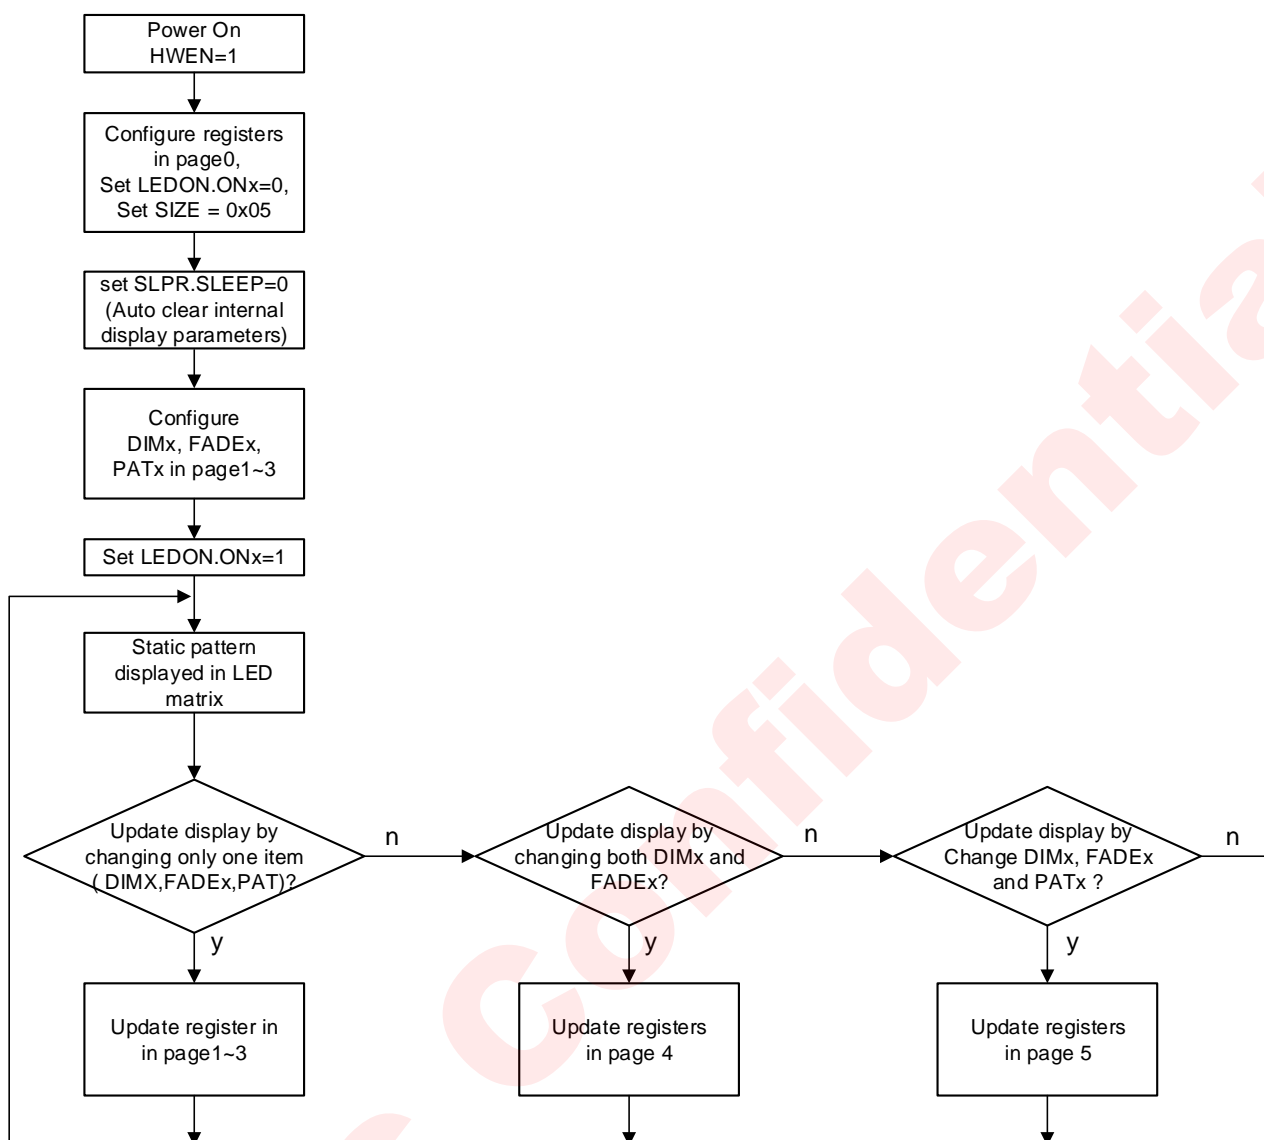 Power On
HWEN=1
Configure registers
in page0,
Set LEDON.ONx=0,
Set SIZE = 0x05
set SLPR.SLEEP=0
(Auto clear internal
display parameters)
Configure
DIMx, FADEx,
PATx in page1~3
Set LEDON.ONx=1
Static pattern
displayed in LED
matrix
Update display by
changing only one item
( DIMX,FADEx,PAT)?
n
Update display by
changing both DIMx and
FADEx?
n
Update display by
Change DIMx, FADEx
and PATx ?
n
y
y
y
Update register in
in page1~3
Update registers
in page 4
Update registers
in page 5
Confidential